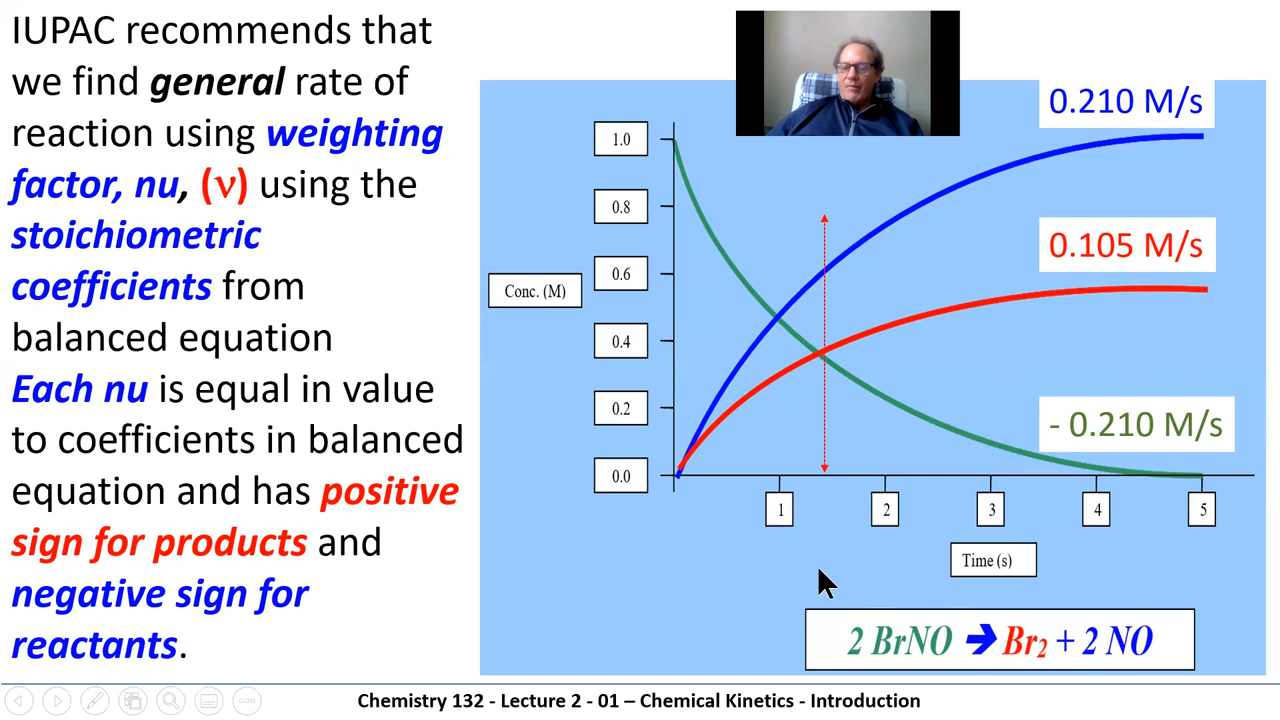 IUPAC recommends that
we find general rate of
reaction using weighting
factor, nu, (ν) using the
stoichiometric
coefficients from
balanced equation
Each nu is equal in value
to coefficients in balanced
equation and has positive
sign for products and
negative sign for
reactants.
0.210 M/s
1.0
0.8
0.105 M/s
0.6
Conc. (M)
0.4
0.2
- 0.210 M/s
0.0
1 2 3 4 5
Time (s)
2 BrNO 🡺 Br₂ + 2 NO
Chemistry 132 - Lecture 2 - 01 – Chemical Kinetics - Introduction